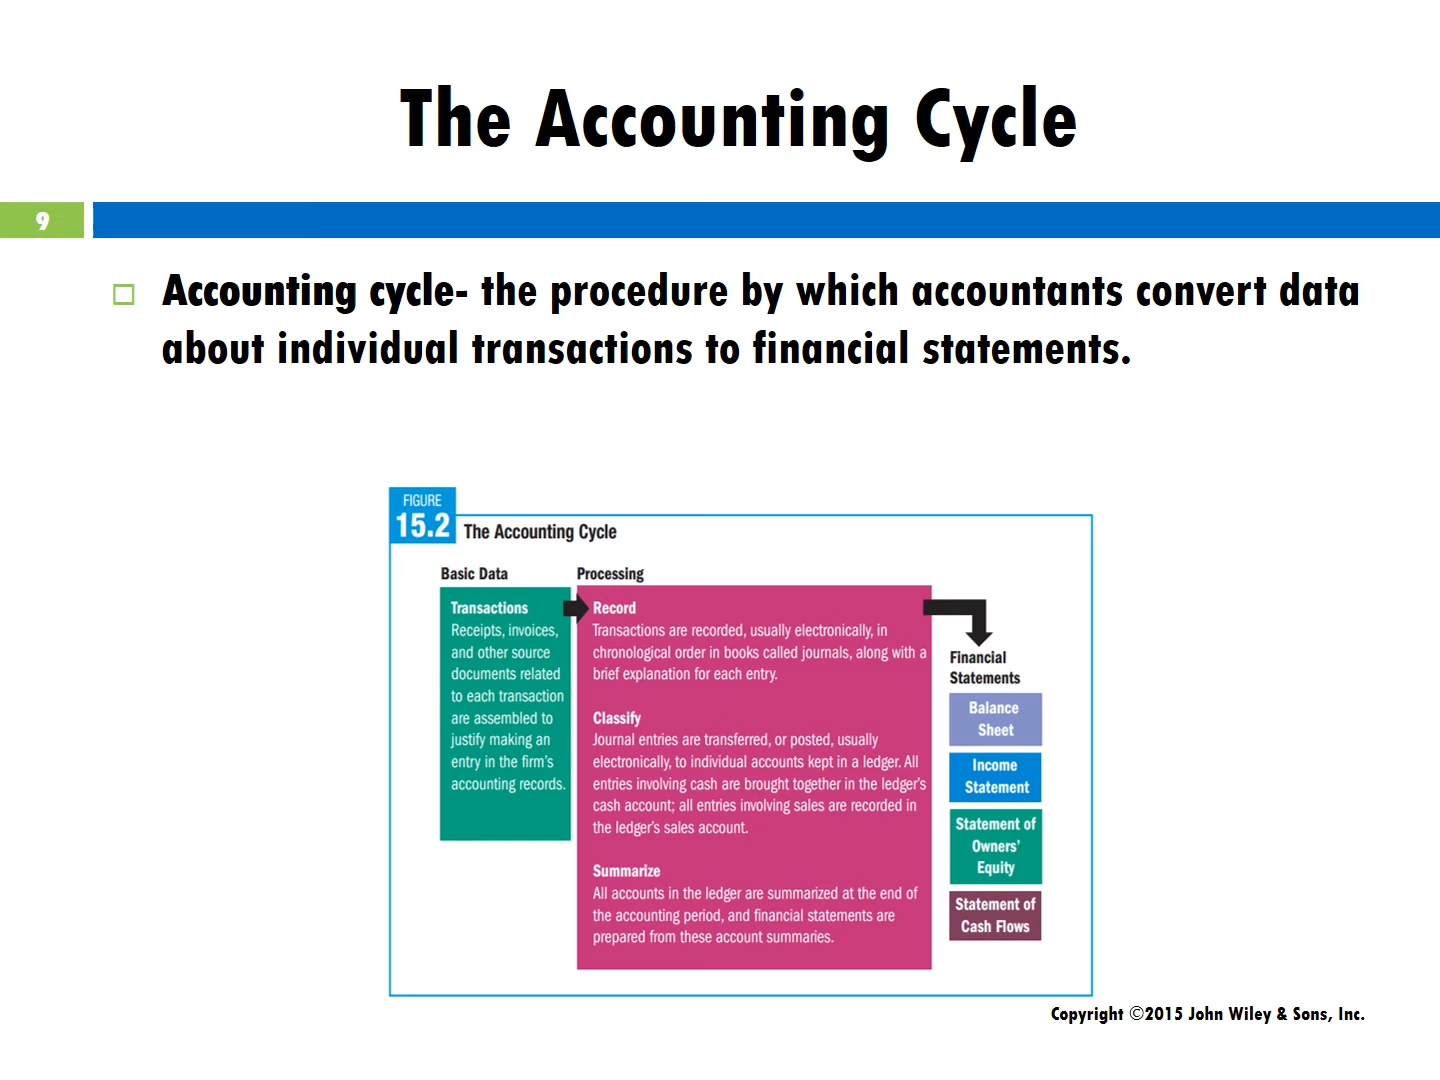 The Accounting Cycle
9
Accounting cycle- the procedure by which accountants convert data
about individual transactions to financial statements.
FIGURE
15.2
The Accounting Cycle
Basic Data
Transactions
Receipts, invoices,
and other source
documents related
to each transaction
are assembled to
justify making an
entry in the firm's
accounting records.
Processing
Record
Transactions are recorded, usually electronically, in
chronological order in books called journals, along with a
brief explanation for each entry.
Classify
Journal entries are transferred, or posted, usually
electronically, to individual accounts kept in a ledger. All
entries involving cash are brought together in the ledger's
cash account; all entries involving sales are recorded in
the ledger's sales account.
Summarize
All accounts in the ledger are summarized at the end of
the accounting period, and financial statements are
prepared from these account summaries.
Financial
Statements
Balance
Sheet
Income
Statement
Statement of
Owners'
Equity
Statement of
Cash Flows
Copyright ©2015 John Wiley & Sons, Inc.